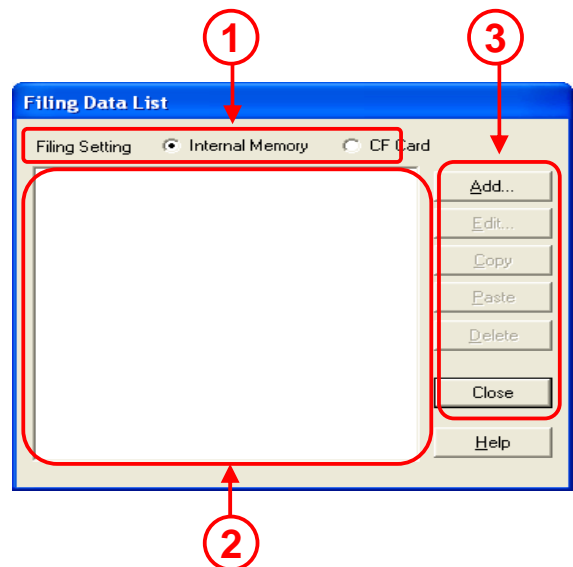 1 3
Filing Data List
Filing Setting Internal Memory CF Card
Add...
Edit...
Copy
Paste
Delete
Close
Help
2